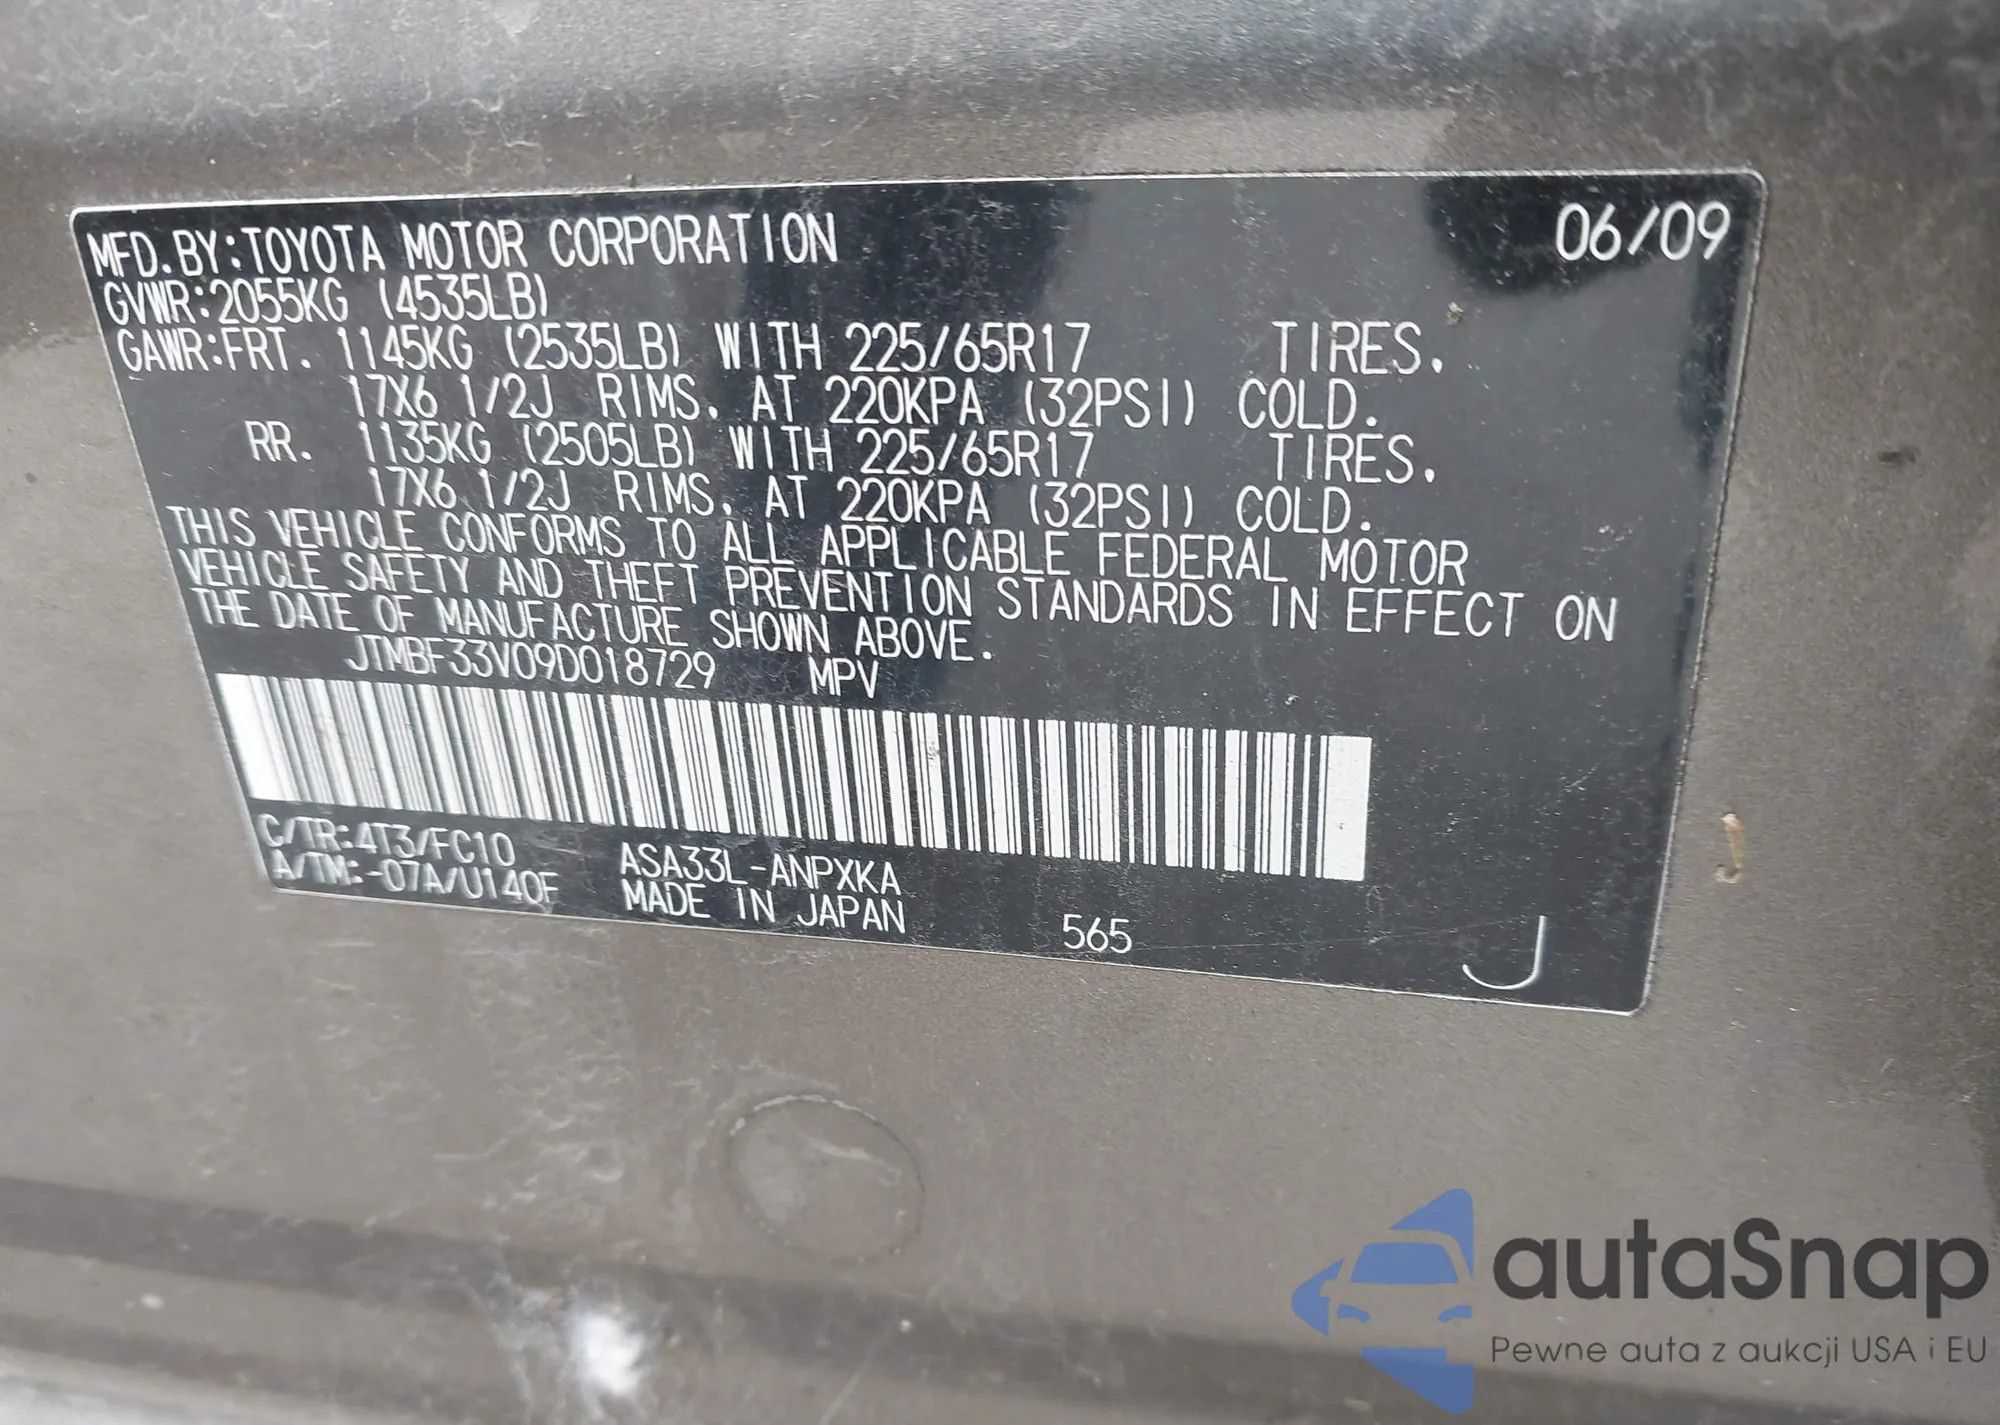 MFD.BY:TOYOTA MOTOR CORPORATION 06/09
GVWR:2055KG (4535LB)
GAWR:FRT. 1145KG (2535LB) WITH 225/65R17 TIRES.
17X6 1/2J RIMS, AT 220KPA (32PSI) COLD.
RR. 1135KG (2505LB) WITH 225/65R17 TIRES.
17X6 1/2J RIMS, AT 220KPA (32PSI) COLD.
THIS VEHICLE CONFORMS TO ALL APPLICABLE FEDERAL MOTOR
VEHICLE SAFETY AND THEFT PREVENTION STANDARDS IN EFFECT ON
THE DATE OF MANUFACTURE SHOWN ABOVE.
JTMBF33V09D018729 MPV
C/TR:4T3/FC10 ASA33L-ANPXKA
A/TM:-07A/U140F MADE IN JAPAN 565 J
autaSnap
Pewne auta z aukcji USA i EU